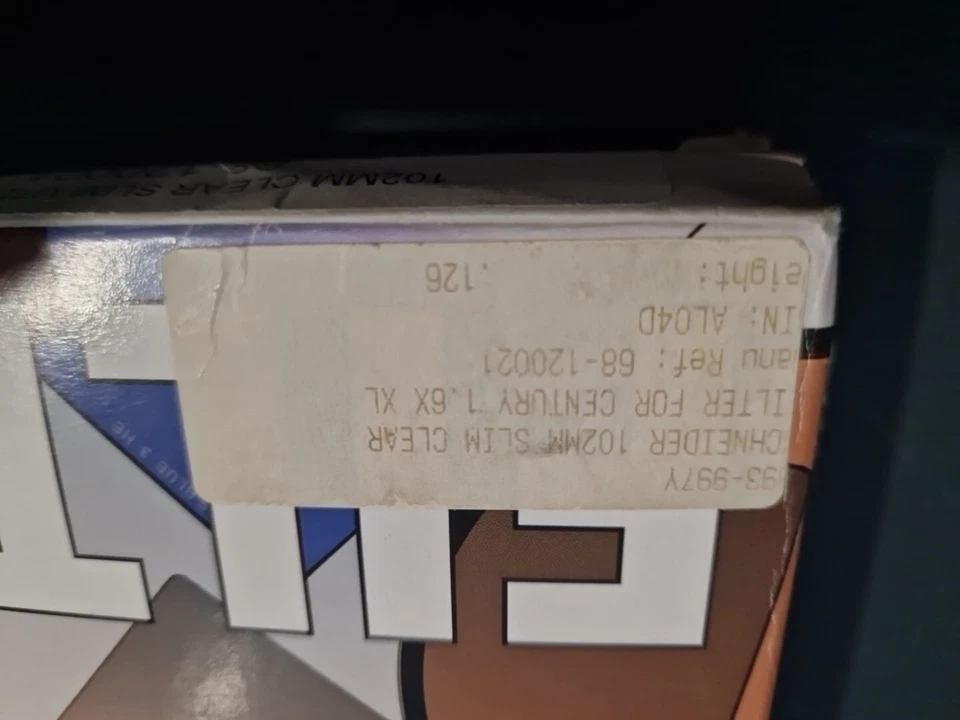 93-997Y
CHNEIDER 102MM SLIM CLEAR
ILTER FOR CENTURY 1.6X XL
anu Ref: 68-120021
IN: AL04D
eight: .126
102MM CLEAR SLIM